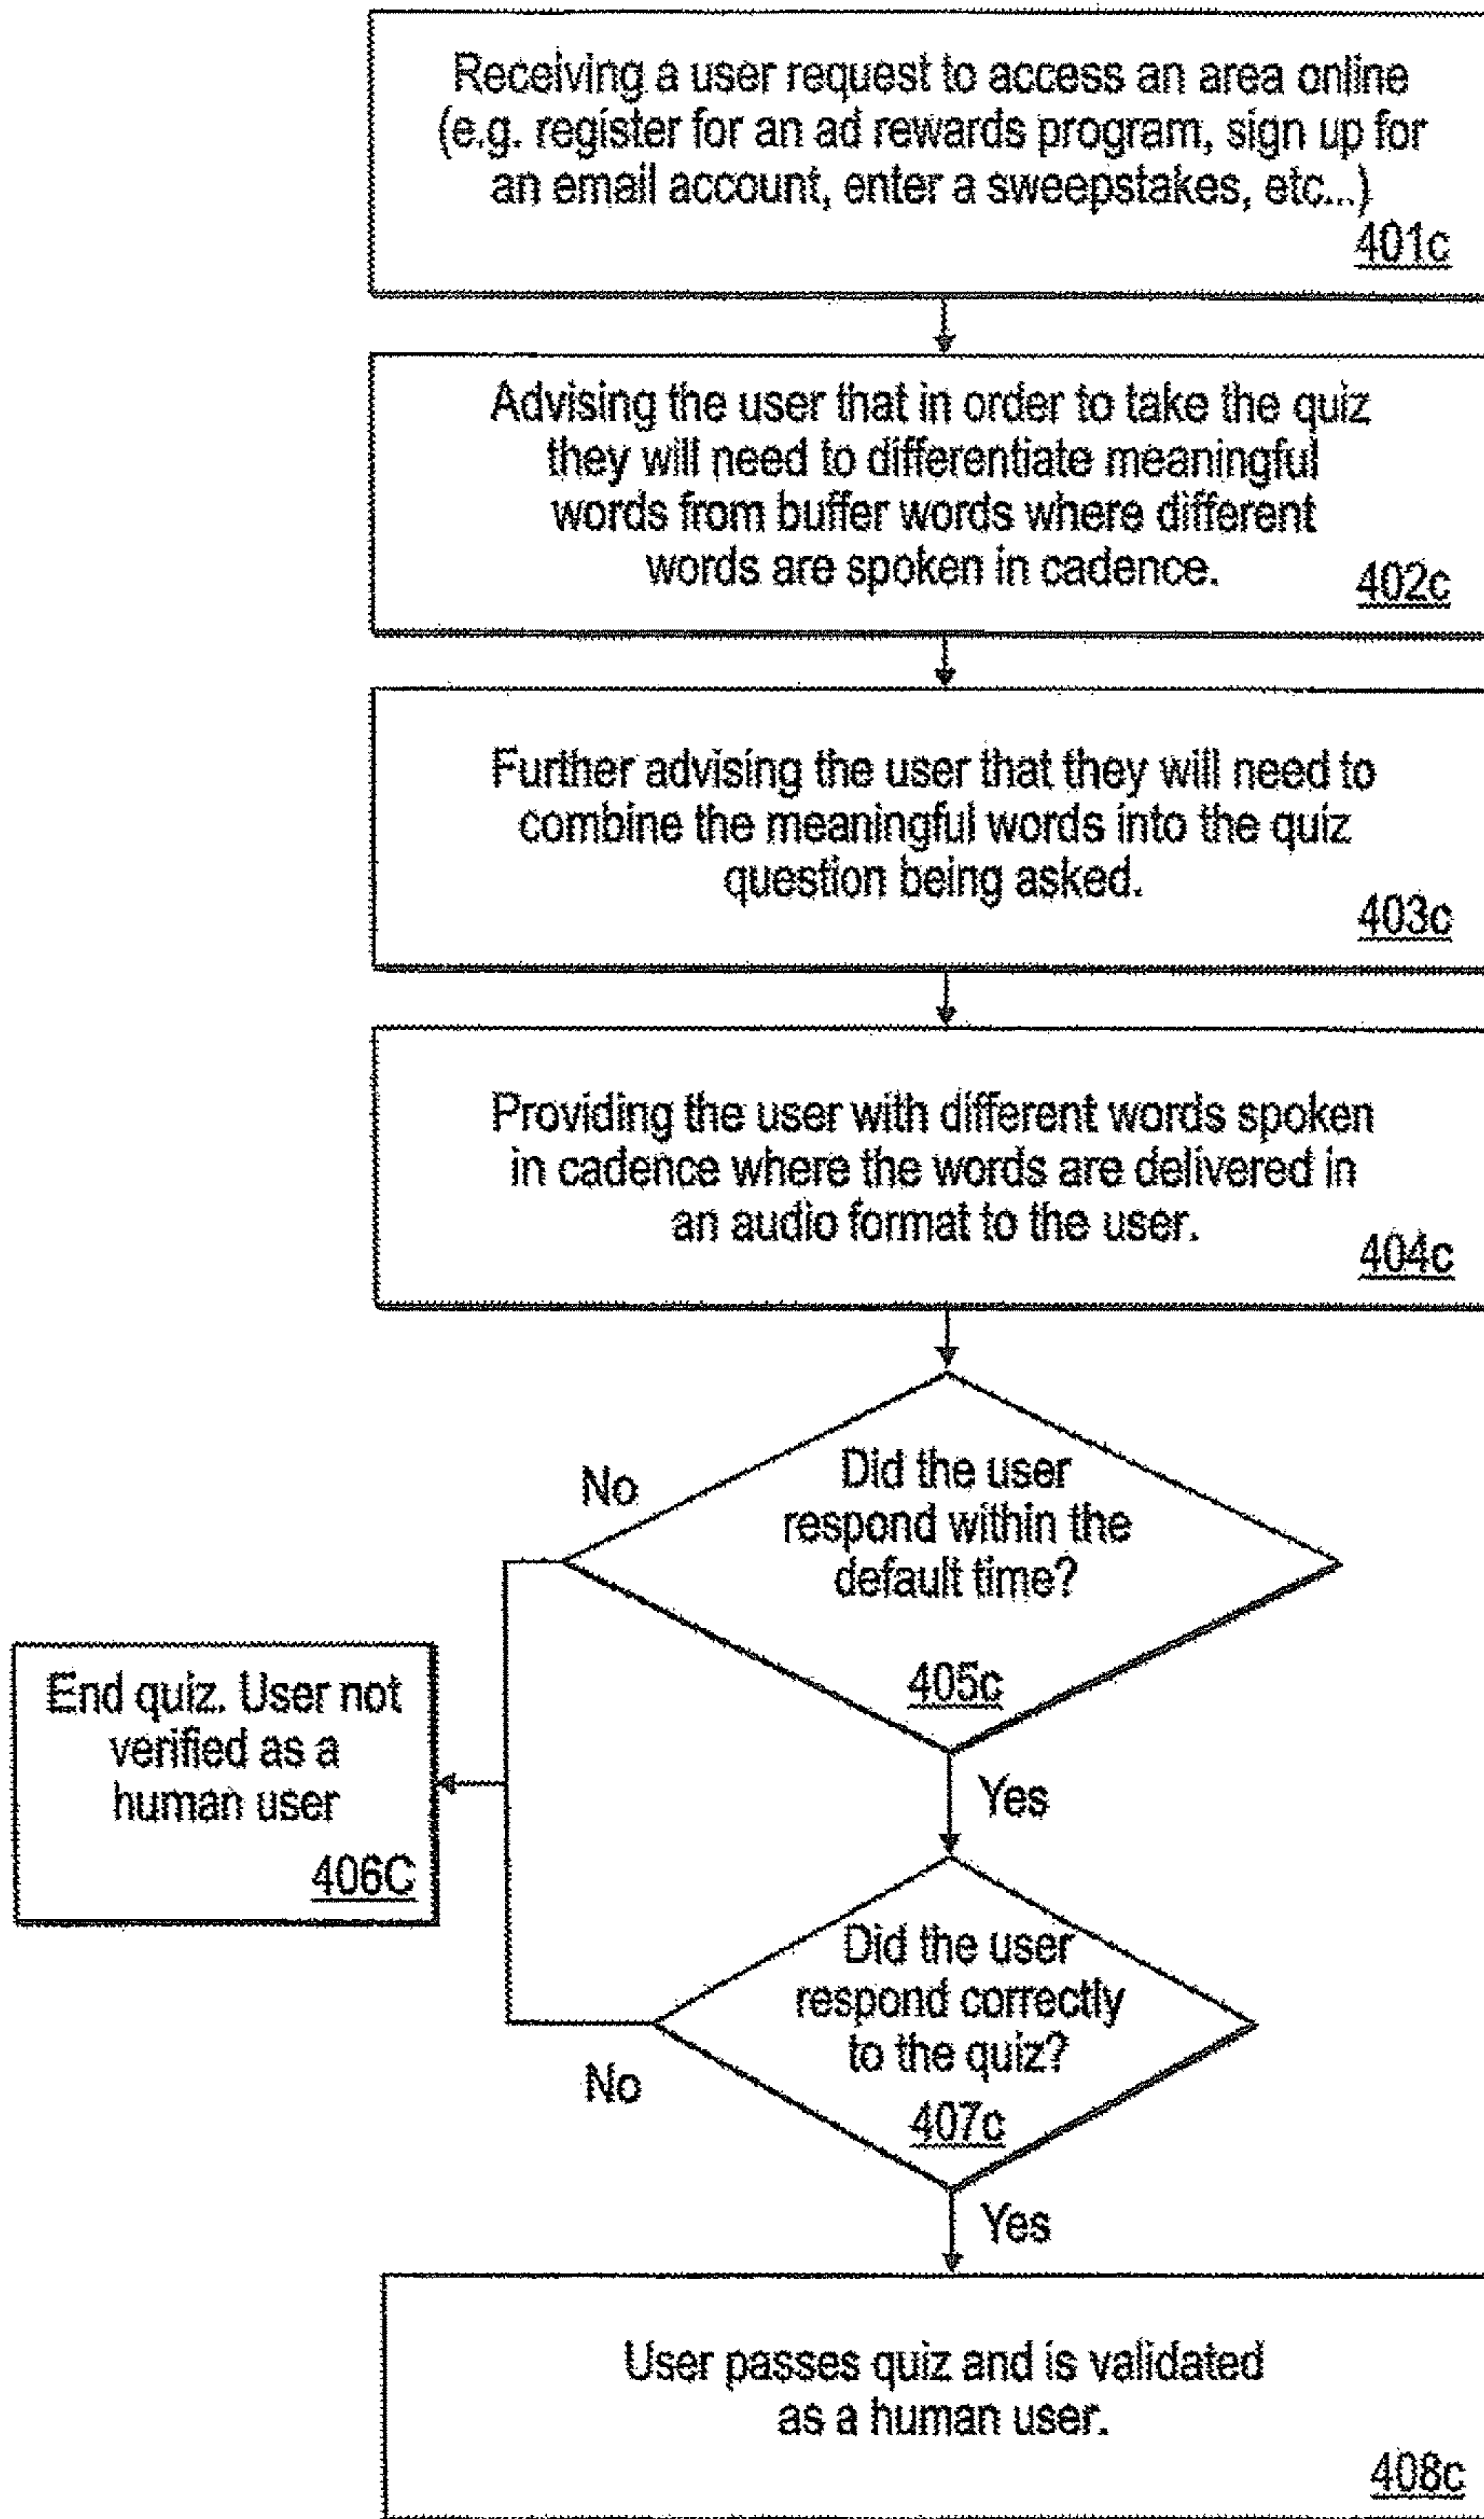 Receiving a user request to access an area online
(e.g. register for an ad rewards program, sign up for
an email account, enter a sweepstakes, etc...)
401c
Advising the user that in order to take the quiz
they will need to differentiate meaningful
words from buffer words where different
words are spoken in cadence.
402c
Further advising the user that they will need to
combine the meaningful words into the quiz
question being asked.
403c
Providing the user with different words spoken
in cadence where the words are delivered in
an audio format to the user.
404c
No
Did the user
respond within the
default time?
405c
End quiz. User not
verified as a
human user
406C
Yes
Did the user
respond correctly
to the quiz?
407c
No
Yes
User passes quiz and is validated
as a human user.
408c